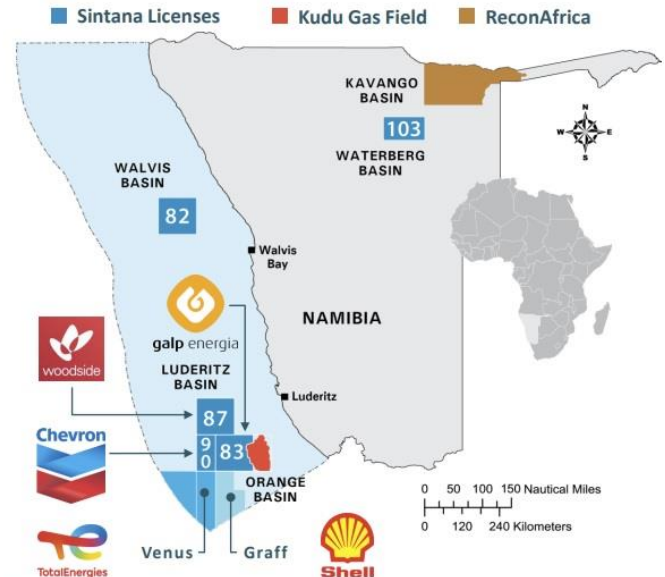 Sintana Licenses
Kudu Gas Field
ReconAfrica
KAVANGO
BASIN
103
WATERBERG
BASIN
N
W
E
S
WALVIS
BASIN
82
Walvis
Bay
galp energia
NAMIBIA
woodside
LUDERITZ
BASIN
Luderitz
87
Chevron
90
83
ORANGE
BASIN
0 50 100 150 Nautical Miles
0 120 240 Kilometers
Venus
Graff
TotalEnergies
Shell